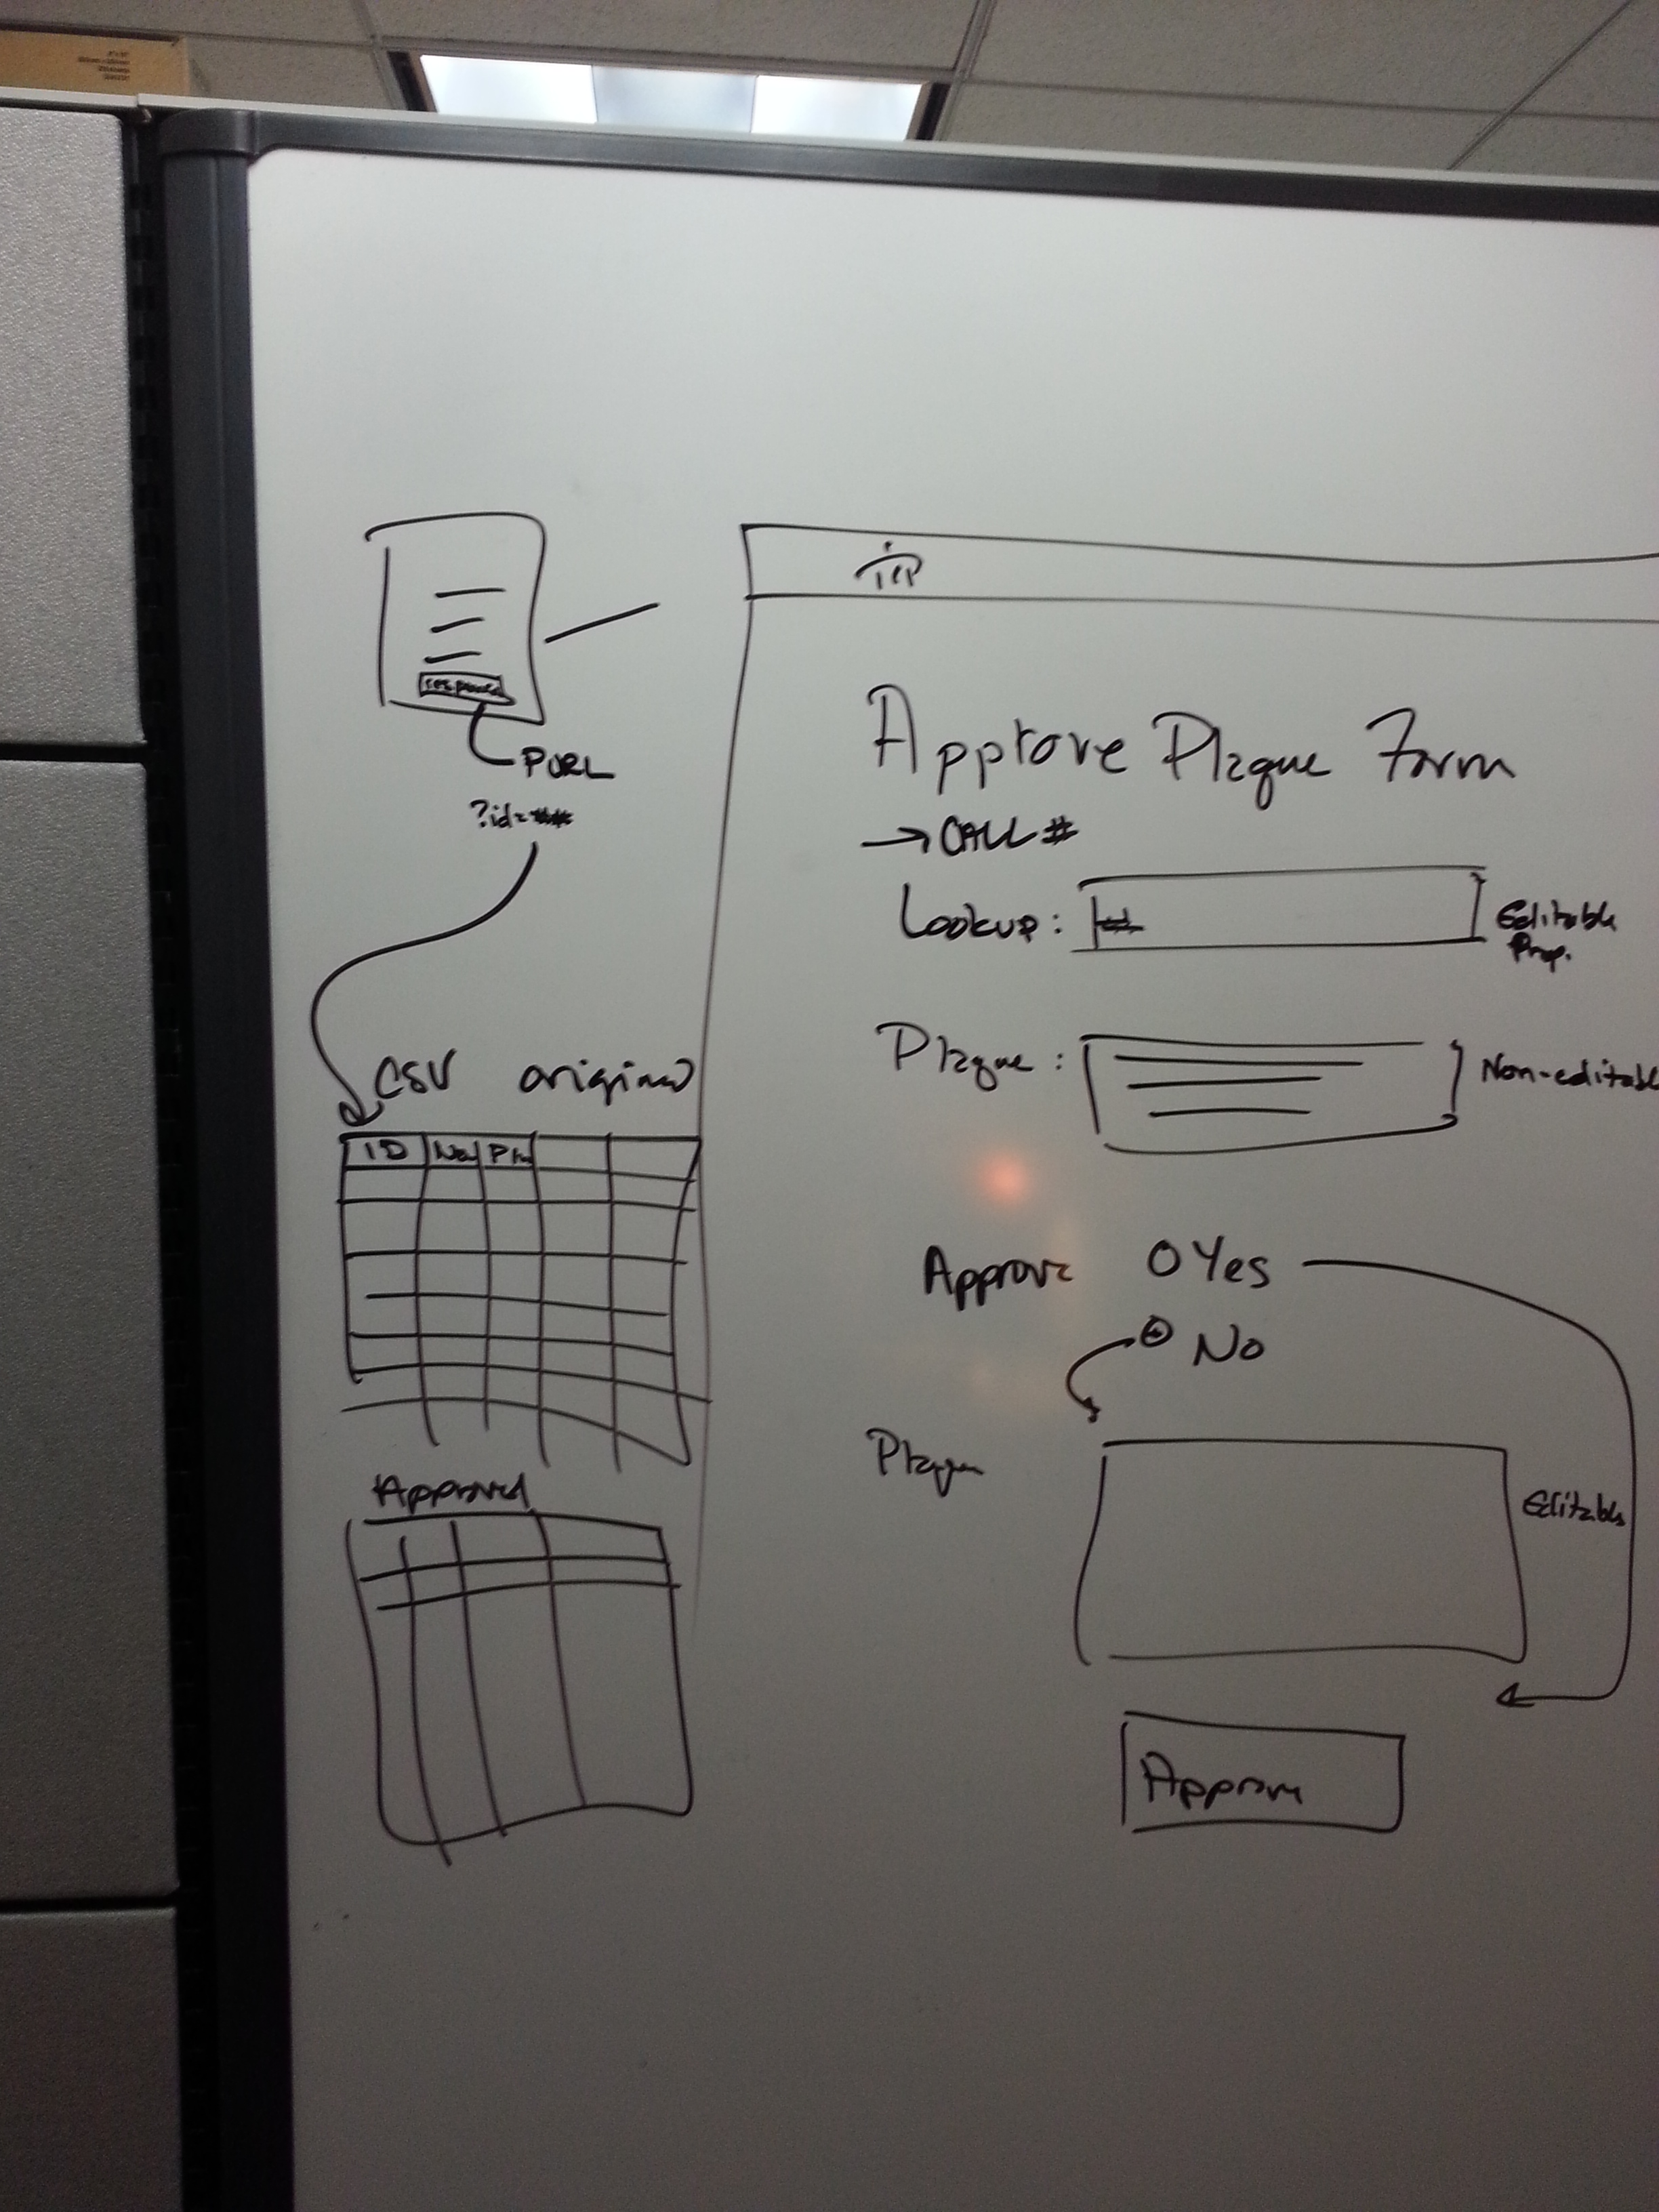 PURL
?id=##
CSV original
ID Na Pla
Approved
TCP
Approve Plaque Form
→ CALL #
Lookup: # Editable
Prop.
Plaque: Non-editable
Approve O Yes
No
Plaque
Editable
Approve